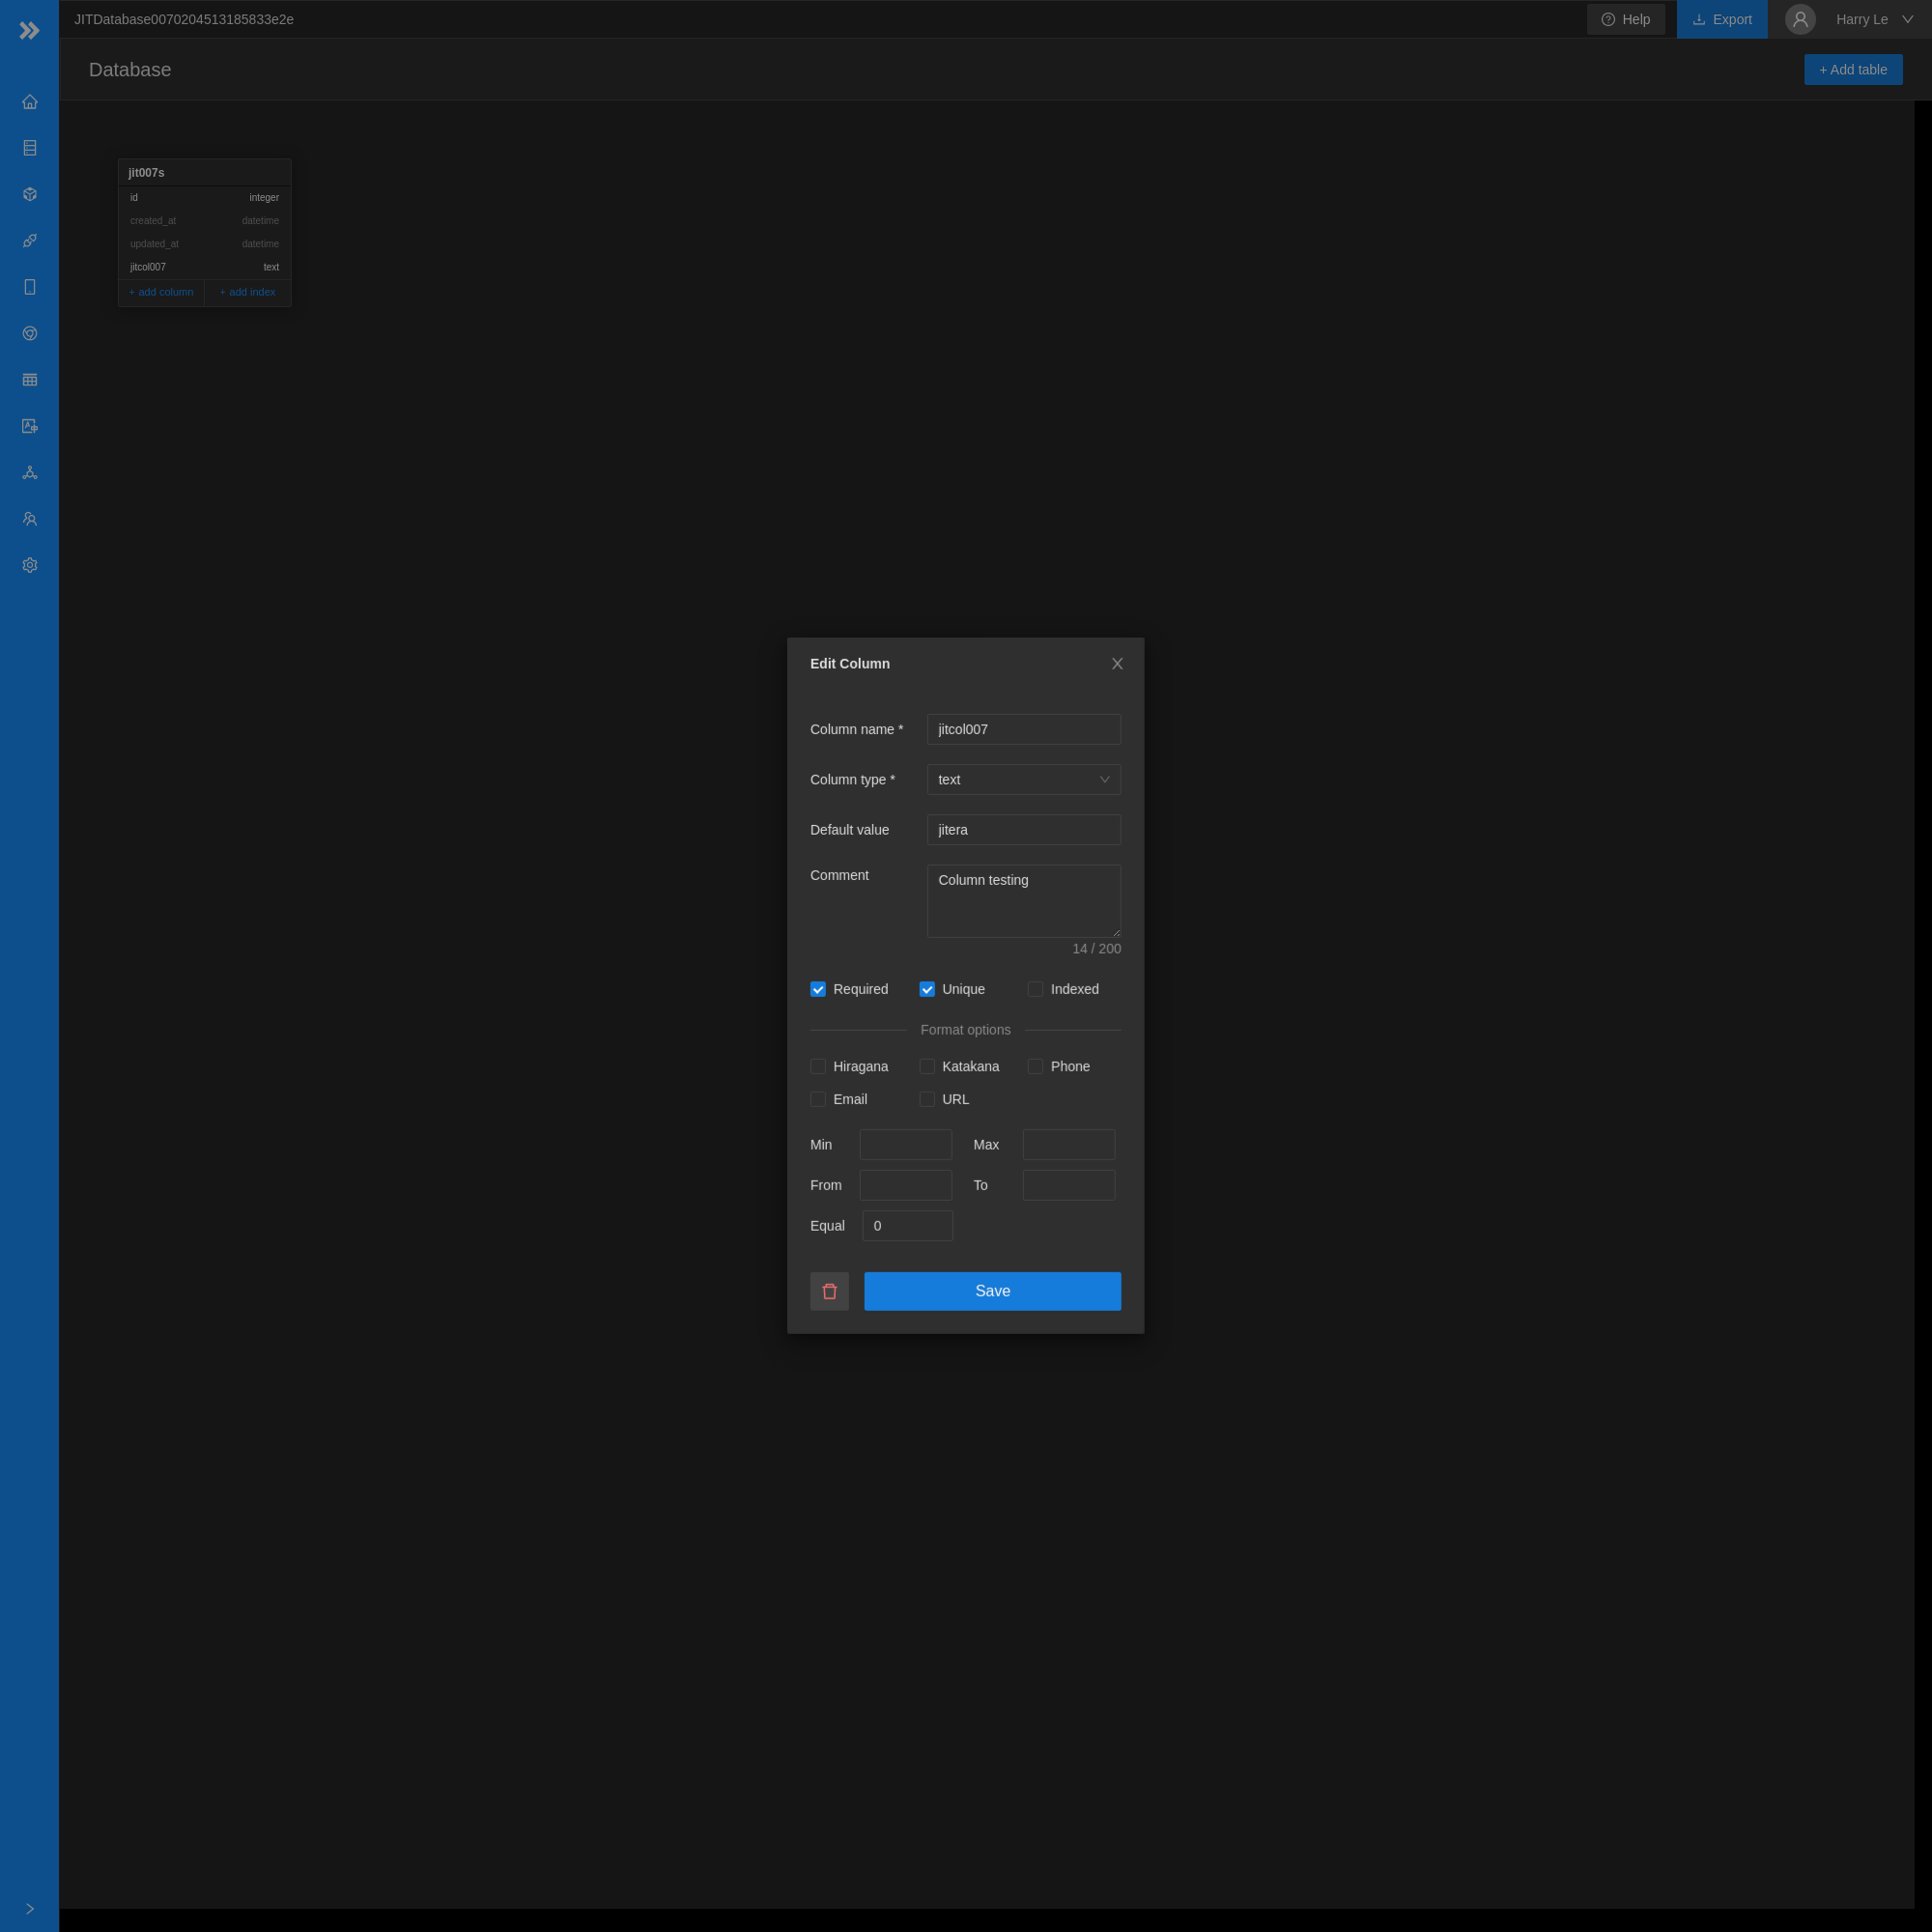 JITDatabase0070204513185833e2e Help Export Harry Le
Database + Add table
jit007s
id integer
created_at datetime
updated_at datetime
jitcol007 text
+ add column + add index
Edit Column
Column name * jitcol007
Column type * text
Default value jitera
Comment Column testing
14 / 200
Required Unique Indexed
Format options
Hiragana Katakana Phone
Email URL
Min Max
From To
Equal 0
Save